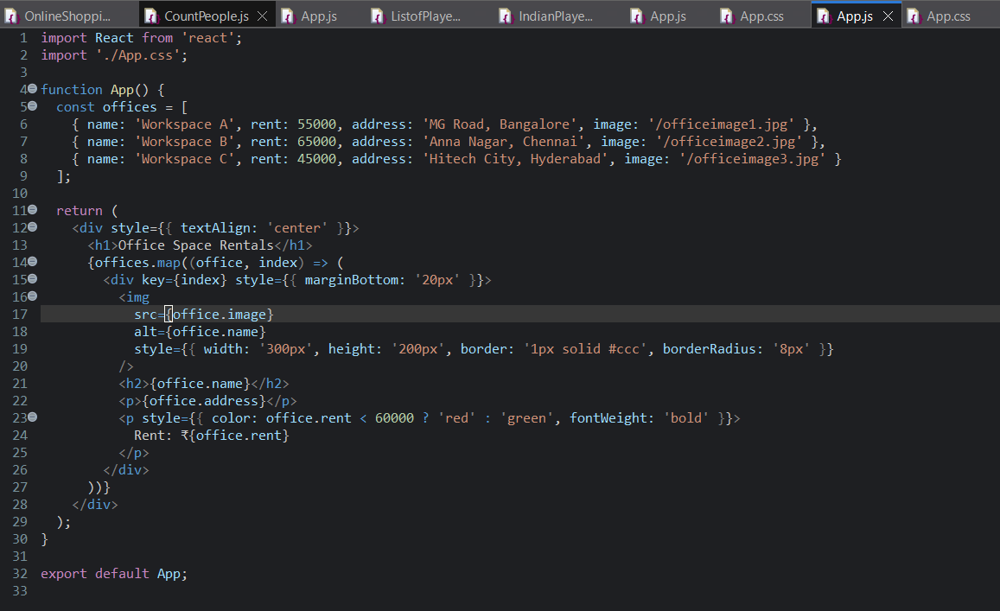 OnlineShoppi... CountPeople.js App.js ListofPlaye... IndianPlaye... App.js App.css App.js App.css
1 import React from 'react';
2 import './App.css';
3
4 function App() {
5   const offices = [
6     { name: 'Workspace A', rent: 55000, address: 'MG Road, Bangalore', image: '/officeimage1.jpg' },
7     { name: 'Workspace B', rent: 65000, address: 'Anna Nagar, Chennai', image: '/officeimage2.jpg' },
8     { name: 'Workspace C', rent: 45000, address: 'Hitech City, Hyderabad', image: '/officeimage3.jpg' }
9   ];
10
11   return (
12     <div style={{ textAlign: 'center' }}>
13       <h1>Office Space Rentals</h1>
14       {offices.map((office, index) => (
15         <div key={index} style={{ marginBottom: '20px' }}>
16           <img
17             src={office.image}
18             alt={office.name}
19             style={{ width: '300px', height: '200px', border: '1px solid #ccc', borderRadius: '8px' }}
20           />
21           <h2>{office.name}</h2>
22           <p>{office.address}</p>
23           <p style={{ color: office.rent < 60000 ? 'red' : 'green', fontWeight: 'bold' }}>
24             Rent: ₹{office.rent}
25           </p>
26         </div>
27       ))}
28     </div>
29   );
30 }
31
32 export default App;
33